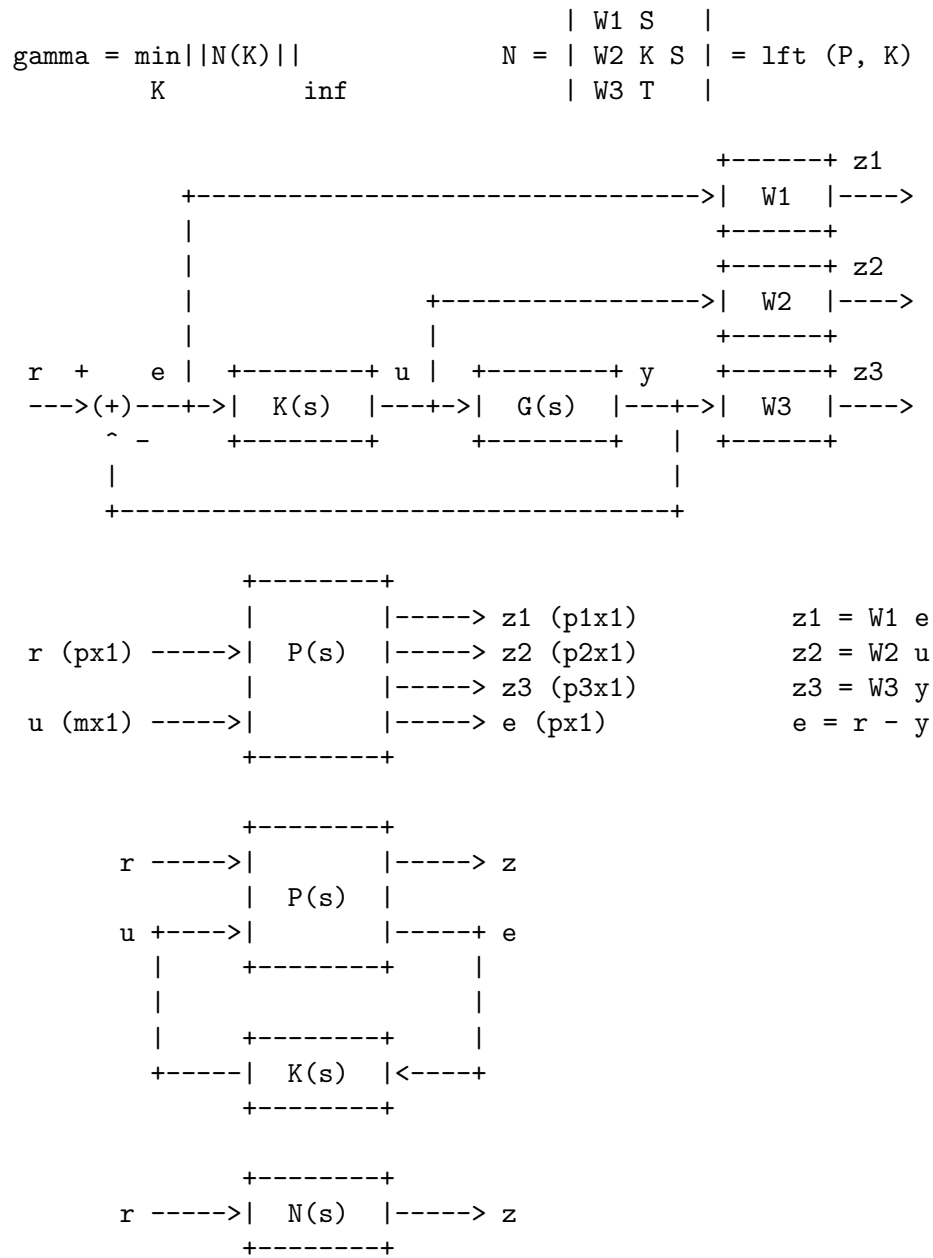 | W1 S |
gamma = min||N(K)|| N = | W2 K S | = lft (P, K)
K inf | W3 T |
+------+ z1
+--------------------------------->| W1 |---->
| +------+
| +------+ z2
| +----------------->| W2 |---->
| | +------+
r + e | +--------+ u | +--------+ y +------+ z3
--->(+)---+->| K(s) |---+->| G(s) |---+->| W3 |---->
^ - +--------+ +--------+ | +------+
| |
+------------------------------------+
+--------+
| |-----> z1 (p1x1) z1 = W1 e
r (px1) ----->| P(s) |-----> z2 (p2x1) z2 = W2 u
| |-----> z3 (p3x1) z3 = W3 y
u (mx1) ----->| |-----> e (px1) e = r - y
+--------+
+--------+
r ----->| |-----> z
| P(s) |
u +---->| |-----+ e
| +--------+ |
| |
| +--------+ |
+-----| K(s) |<----+
+--------+
+--------+
r ----->| N(s) |-----> z
+--------+